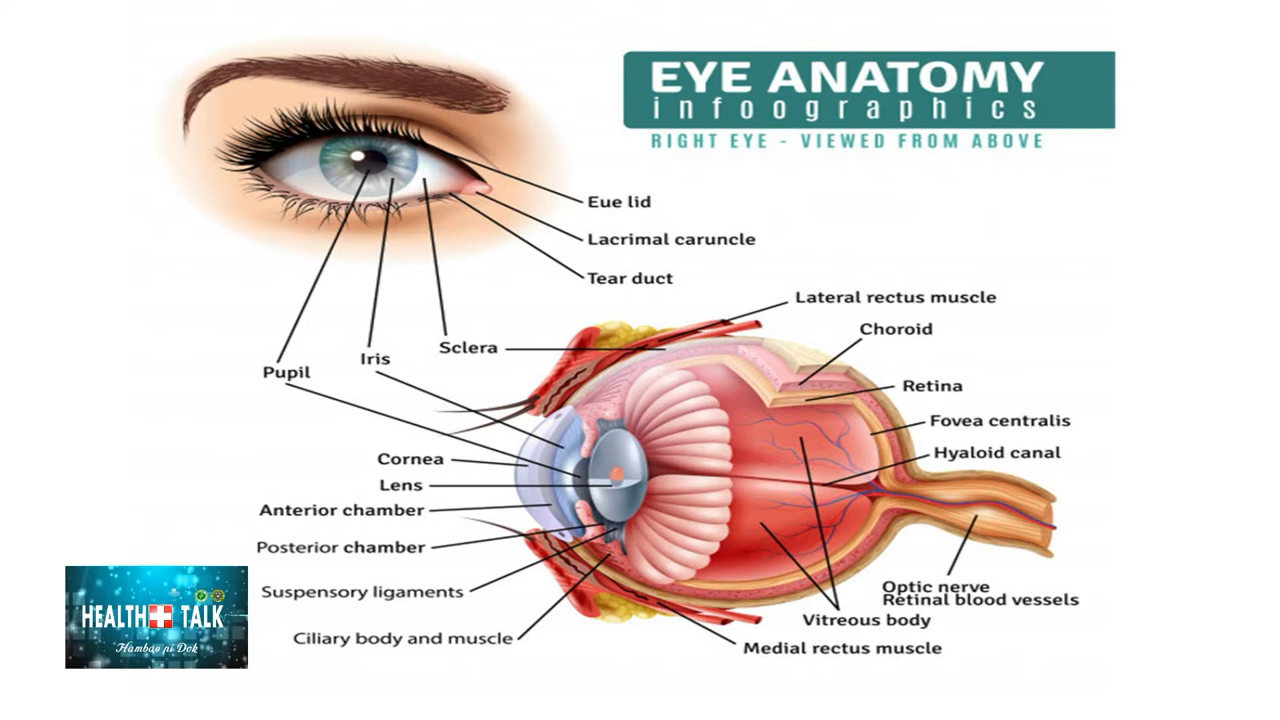 EYE ANATOMY
infoographics
RIGHT EYE - VIEWED FROM ABOVE
Eue lid
Lacrimal caruncle
Tear duct
Lateral rectus muscle
Choroid
Sclera
Iris
Pupil
Retina
Fovea centralis
Hyaloid canal
Cornea
Lens
Anterior chamber
Posterior chamber
Suspensory ligaments
Ciliary body and muscle
Optic nerve
Retinal blood vessels
Vitreous body
Medial rectus muscle
HEALTH TALK
Hambae ni Dok